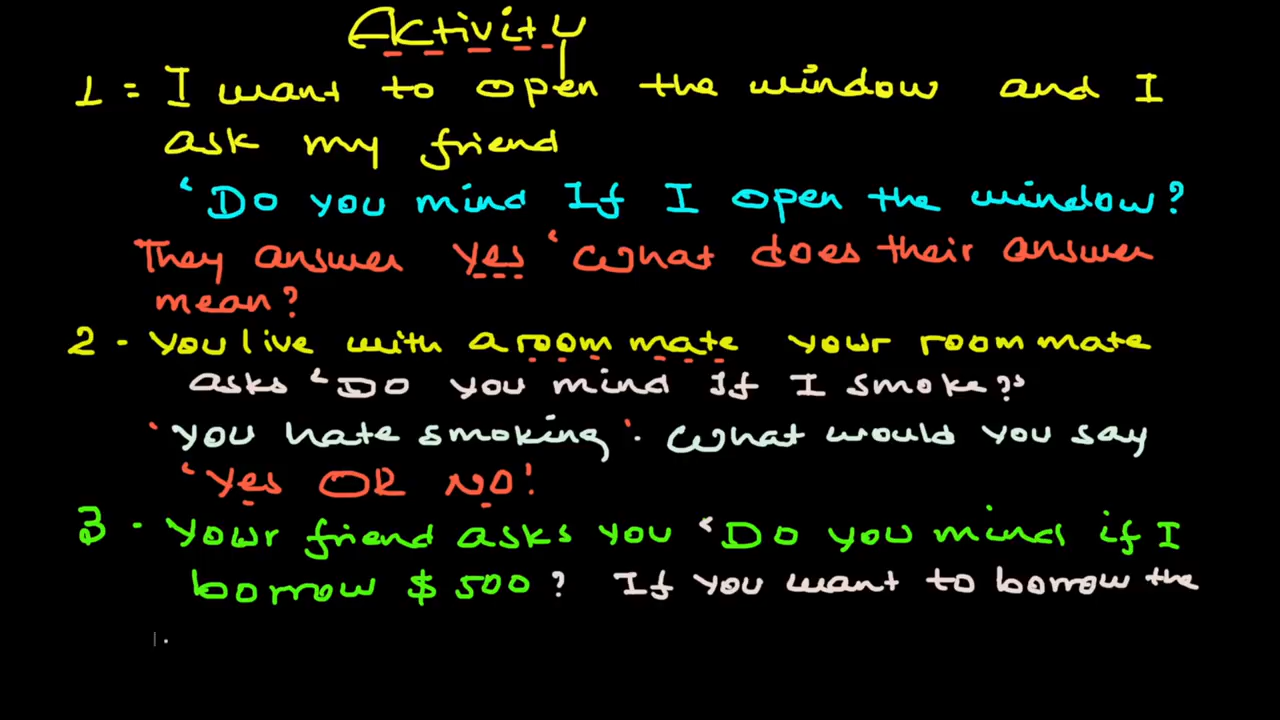 Activity
1 = I want to open the window and I
ask my friend
'Do you mind If I open the window?
They answer yes 'What does their answer
mean?
2 - you live with a roommate your roommate
asks 'Do you mind If I smoke?'
'you hate smoking'. What would you say
'Yes OR NO!
3 - Your friend asks you 'Do you mind if I
borrow $500? If you want to borrow the